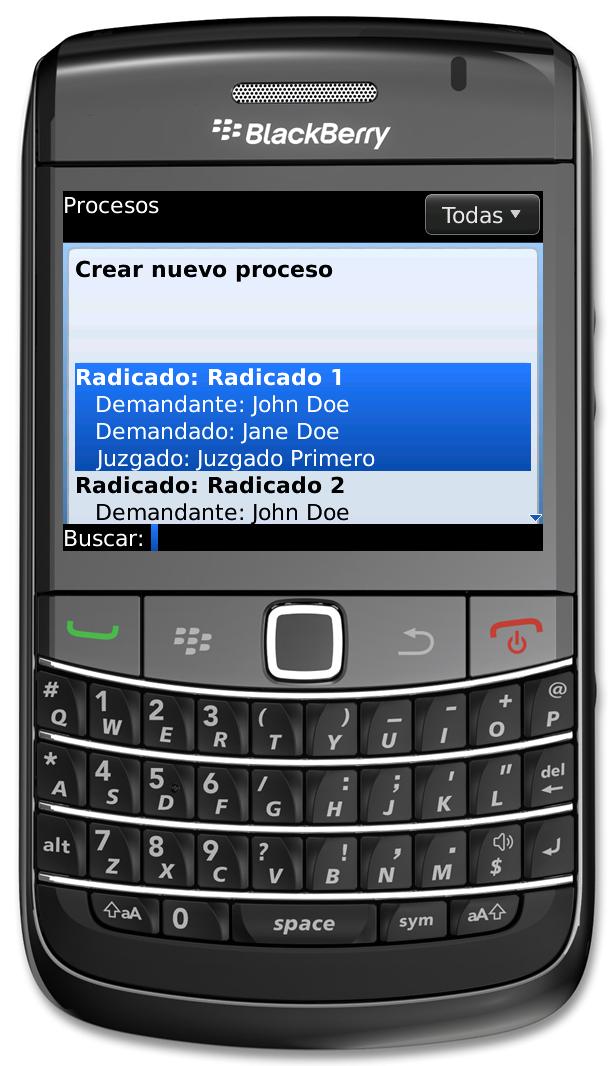 BlackBerry
Procesos
Todas
Crear nuevo proceso
Radicado: Radicado 1
Demandante: John Doe
Demandado: Jane Doe
Juzgado: Juzgado Primero
Radicado: Radicado 2
Demandante: John Doe
Buscar:
# Q 1 W 2 E 3 R ( T ) Y _ U - I + O @ P
* A 4 S 5 D 6 F / G : H ; J ' K " L del
alt 7 Z 8 X 9 C ? V ! B , N . M $
aA 0 space sym aA